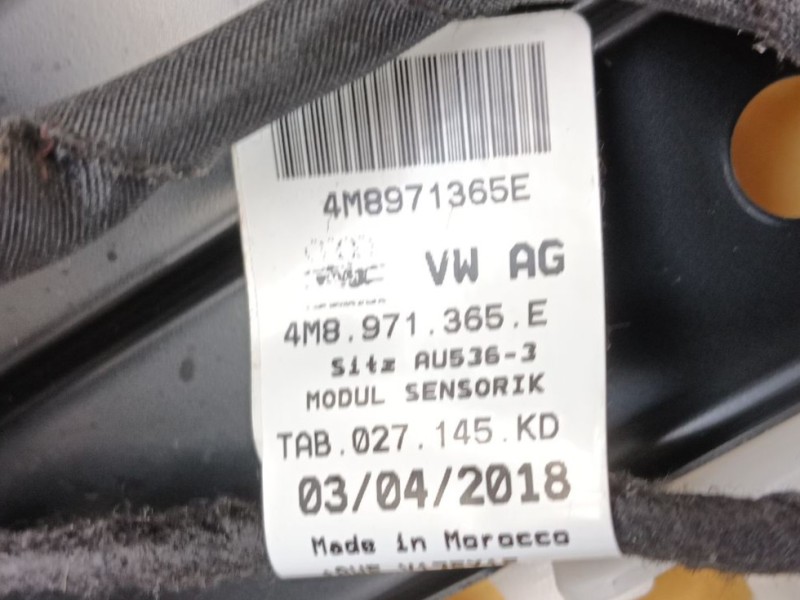 4M8971365E
VW AG
4M8.971.365.E
Sitz AU536-3
MODUL SENSORIK
TAB.027.145.KD
03/04/2018
Made in Morocco